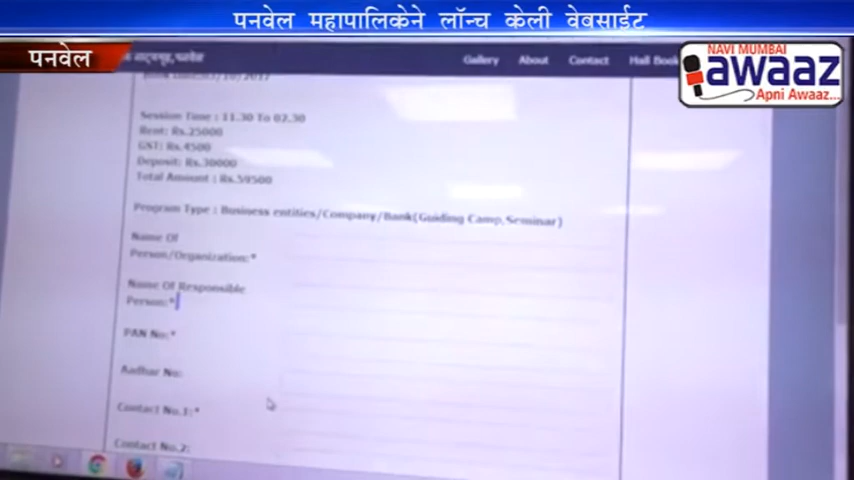 पनवेल महापालिकेने लॉन्च केली वेबसाईट
पनवेल
NAVI MUMBAI
awaaz
Apni Awaaz...
Gallery About Contact Hall Book
Session Time : 11.30 To 02.30
Rent: Rs.25000
GST: Rs.4500
Deposit: Rs.30000
Total Amount : Rs.59500
Program Type : Business entities/Company/Bank(Guiding Camp,Seminar)
Name Of
Person/Organization:*
Name Of Responsible
Person:*
PAN No:*
Aadhar No:
Contact No.1:*
Contact No.2: